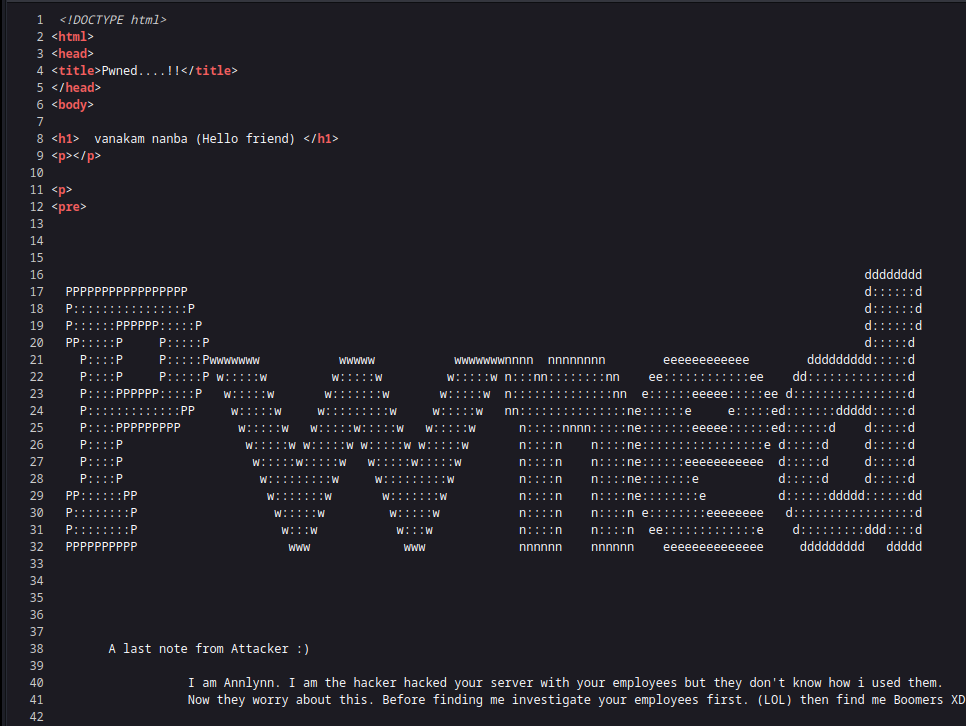 1 <!DOCTYPE html>
2 <html>
3 <head>
4 <title>Pwned....!!</title>
5 </head>
6 <body>
7
8 <h1>  vanakam nanba (Hello friend) </h1>
9 <p></p>
10
11 <p>
12 <pre>
13
14
15
16                                                                                                                 dddddddd
17  PPPPPPPPPPPPPPPPP                                                                                              d::::::d
18  P::::::::::::::::P                                                                                             d::::::d
19  P::::::PPPPPP:::::P                                                                                            d::::::d
20  PP:::::P     P:::::P                                                                                           d:::::d
21    P::::P     P:::::Pwwwwwww           wwwww           wwwwwwwnnnn  nnnnnnnn        eeeeeeeeeeee        ddddddddd:::::d
22    P::::P     P:::::P w:::::w         w:::::w         w:::::w n:::nn::::::::nn    ee::::::::::::ee    dd::::::::::::::d
23    P::::PPPPPP:::::P   w:::::w       w:::::::w       w:::::w  n::::::::::::::nn  e::::::eeeee:::::ee d::::::::::::::::d
24    P:::::::::::::PP     w:::::w     w:::::::::w     w:::::w   nn:::::::::::::::ne::::::e     e:::::ed:::::::ddddd:::::d
25    P::::PPPPPPPPP        w:::::w   w:::::w:::::w   w:::::w      n:::::nnnn:::::ne:::::::eeeee::::::ed::::::d    d:::::d
26    P::::P                 w:::::w w:::::w w:::::w w:::::w       n::::n    n::::ne:::::::::::::::::e d:::::d     d:::::d
27    P::::P                  w:::::w:::::w   w:::::w:::::w        n::::n    n::::ne::::::eeeeeeeeeee  d:::::d     d:::::d
28    P::::P                   w:::::::::w     w:::::::::w         n::::n    n::::ne:::::::e           d:::::d     d:::::d
29  PP::::::PP                  w:::::::w       w:::::::w          n::::n    n::::ne::::::::e          d::::::ddddd::::::dd
30  P::::::::P                   w:::::w         w:::::w           n::::n    n::::n e::::::::eeeeeeee   d:::::::::::::::::d
31  P::::::::P                    w:::w           w:::w            n::::n    n::::n  ee:::::::::::::e    d:::::::::ddd::::d
32  PPPPPPPPPP                     www             www             nnnnnn    nnnnnn    eeeeeeeeeeeeee     ddddddddd   ddddd
33
34
35
36
37
38        A last note from Attacker :)
39
40                   I am Annlynn. I am the hacker hacked your server with your employees but they don't know how i used them.
41                   Now they worry about this. Before finding me investigate your employees first. (LOL) then find me Boomers XD
42